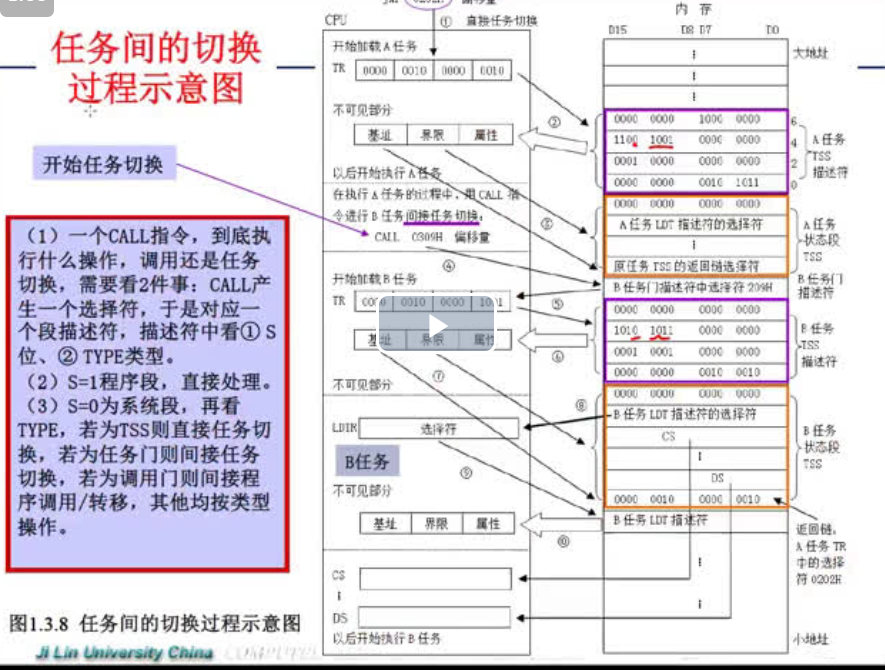 任务间的切换
过程示意图
开始任务切换
（1）一个CALL指令，到底执
行什么操作，调用还是任务
切换，需要看2件事：CALL产
生一个选择符，于是对应一
个段描述符，描述符中看① S
位、② TYPE类型。
（2）S=1程序段，直接处理。
（3）S=0为系统段，再看
TYPE，若为TSS则直接任务切
换，若为任务门则间接任务
切换，若为调用门则间接程
序调用/转移，其他均按类型
操作。
图1.3.8 任务间的切换过程示意图
Ji Lin University China
CPU
① 直接任务切换
开始加载A任务
TR 0000 0010 0000 0010
不可见部分
②
基址 界限 属性
以后开始执行A任务
在执行A任务的过程中，用CALL 指
令进行B任务间接任务切换：
③
CALL 0309H 偏移量
④
开始加载B任务
TR 0000 0010 0000 1001
⑤
基址 界限 属性
⑥
⑦
不可见部分
⑧
LDTR 选择符
B任务
⑨
不可见部分
基址 界限 属性
⑩
CS
DS
以后开始执行B任务
内 存
D15 D8 D7 D0
大地址
0000 0000 1000 0000 6
1100 1001 0000 0000 4
0001 0000 0000 0000 2
0000 0000 0010 1011 0
A任务
TSS
描述符
0000 0000 0000 0000
A任务LDT描述符的选择符
原任务TSS的返回链选择符
A任务
状态段
TSS
B任务门描述符中选择符209H
B任务门
描述符
0000 0000 0000 0000
1010 1011 0000 0000
0001 0001 0000 0000
0000 0000 0010 0010
B任务
TSS
描述符
0000 0000 0000 0000
B任务LDT描述符的选择符
CS
DS
0000 0010 0000 0010
B任务
状态段
TSS
B任务LDT描述符
返回链：
A任务TR
中的选择
符0202H
小地址